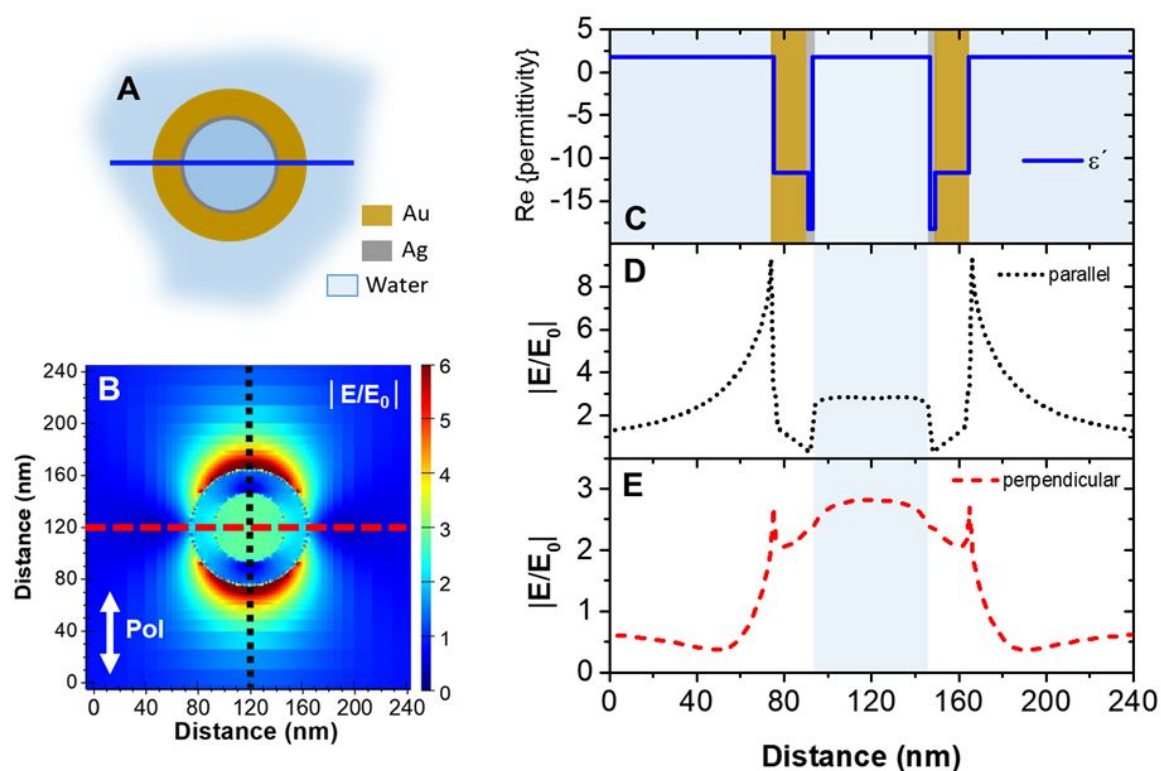 A
Au
Ag
Water
B
|E/E₀|
Pol
Distance (nm)
240
200
160
120
80
40
0
0 40 80 120 160 200 240
Distance (nm)
6
5
4
3
2
1
0
C
Re {permittivity}
5
0
-5
-10
-15
ε´
D
|E/E₀|
8
6
4
2
parallel
E
|E/E₀|
3
2
1
0
perpendicular
0 40 80 120 160 200 240
Distance (nm)